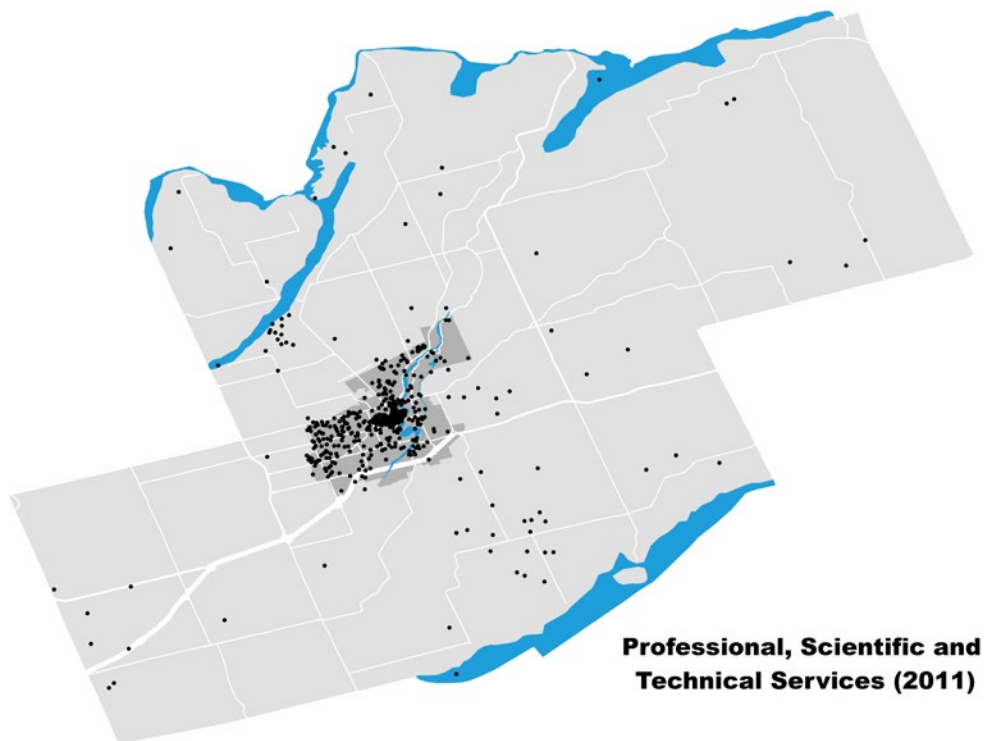 Professional, Scientific and
Technical Services (2011)